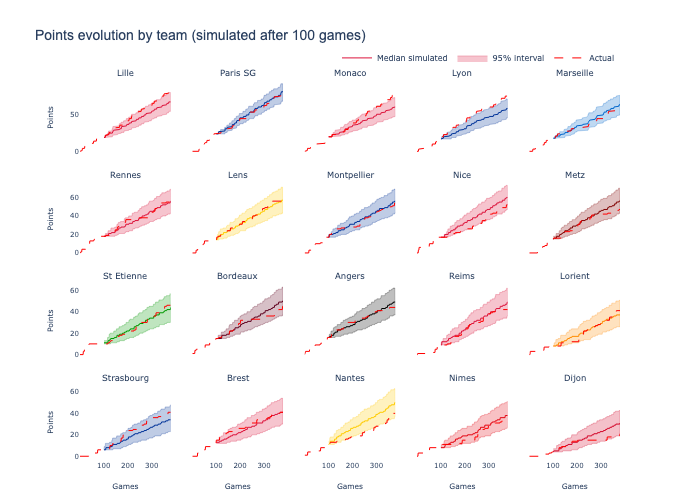 Points evolution by team (simulated after 100 games)
Median simulated 95% interval Actual
Lille Paris SG Monaco Lyon Marseille
50
0
Points
Rennes Lens Montpellier Nice Metz
60
40
20
0
Points
St Etienne Bordeaux Angers Reims Lorient
60
40
20
0
Points
Strasbourg Brest Nantes Nimes Dijon
60
40
20
0
Points
100 200 300 100 200 300 100 200 300 100 200 300 100 200 300
Games Games Games Games Games